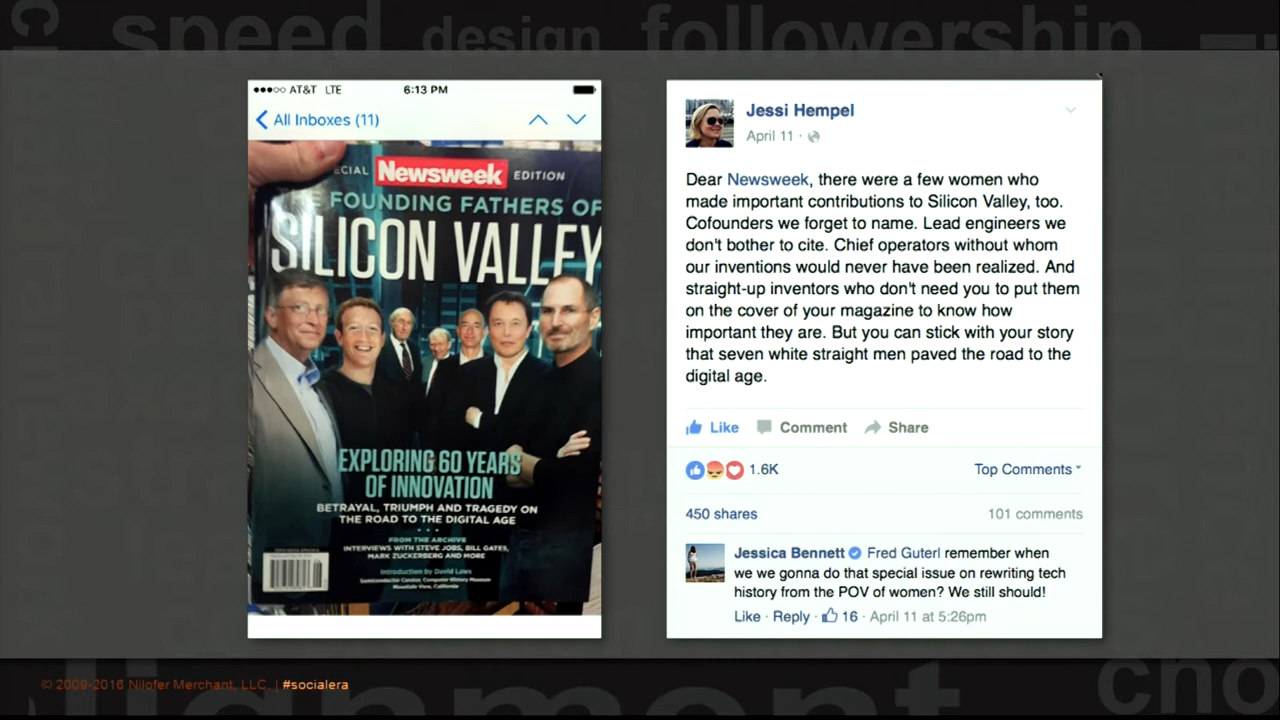 speed design followership
AT&T LTE 6:13 PM
All Inboxes (11)
ECIAL Newsweek EDITION
FOUNDING FATHERS OF
SILICON VALLEY
EXPLORING 60 YEARS
OF INNOVATION
BETRAYAL, TRIUMPH AND TRAGEDY ON
THE ROAD TO THE DIGITAL AGE
FROM THE ARCHIVE
INTERVIEWS WITH STEVE JOBS, BILL GATES,
MARK ZUCKERBERG AND MORE
Introduction by David Laws
Semiconductor Curator, Computer History Museum
Mountain View, California
Jessi Hempel
April 11
Dear Newsweek, there were a few women who
made important contributions to Silicon Valley, too.
Cofounders we forget to name. Lead engineers we
don't bother to cite. Chief operators without whom
our inventions would never have been realized. And
straight-up inventors who don't need you to put them
on the cover of your magazine to know how
important they are. But you can stick with your story
that seven white straight men paved the road to the
digital age.
Like Comment Share
1.6K Top Comments
450 shares 101 comments
Jessica Bennett Fred Guterl remember when
we we gonna do that special issue on rewriting tech
history from the POV of women? We still should!
Like · Reply · 16 · April 11 at 5:26pm
© 2009-2016 Nilofer Merchant, LLC. | #socialera